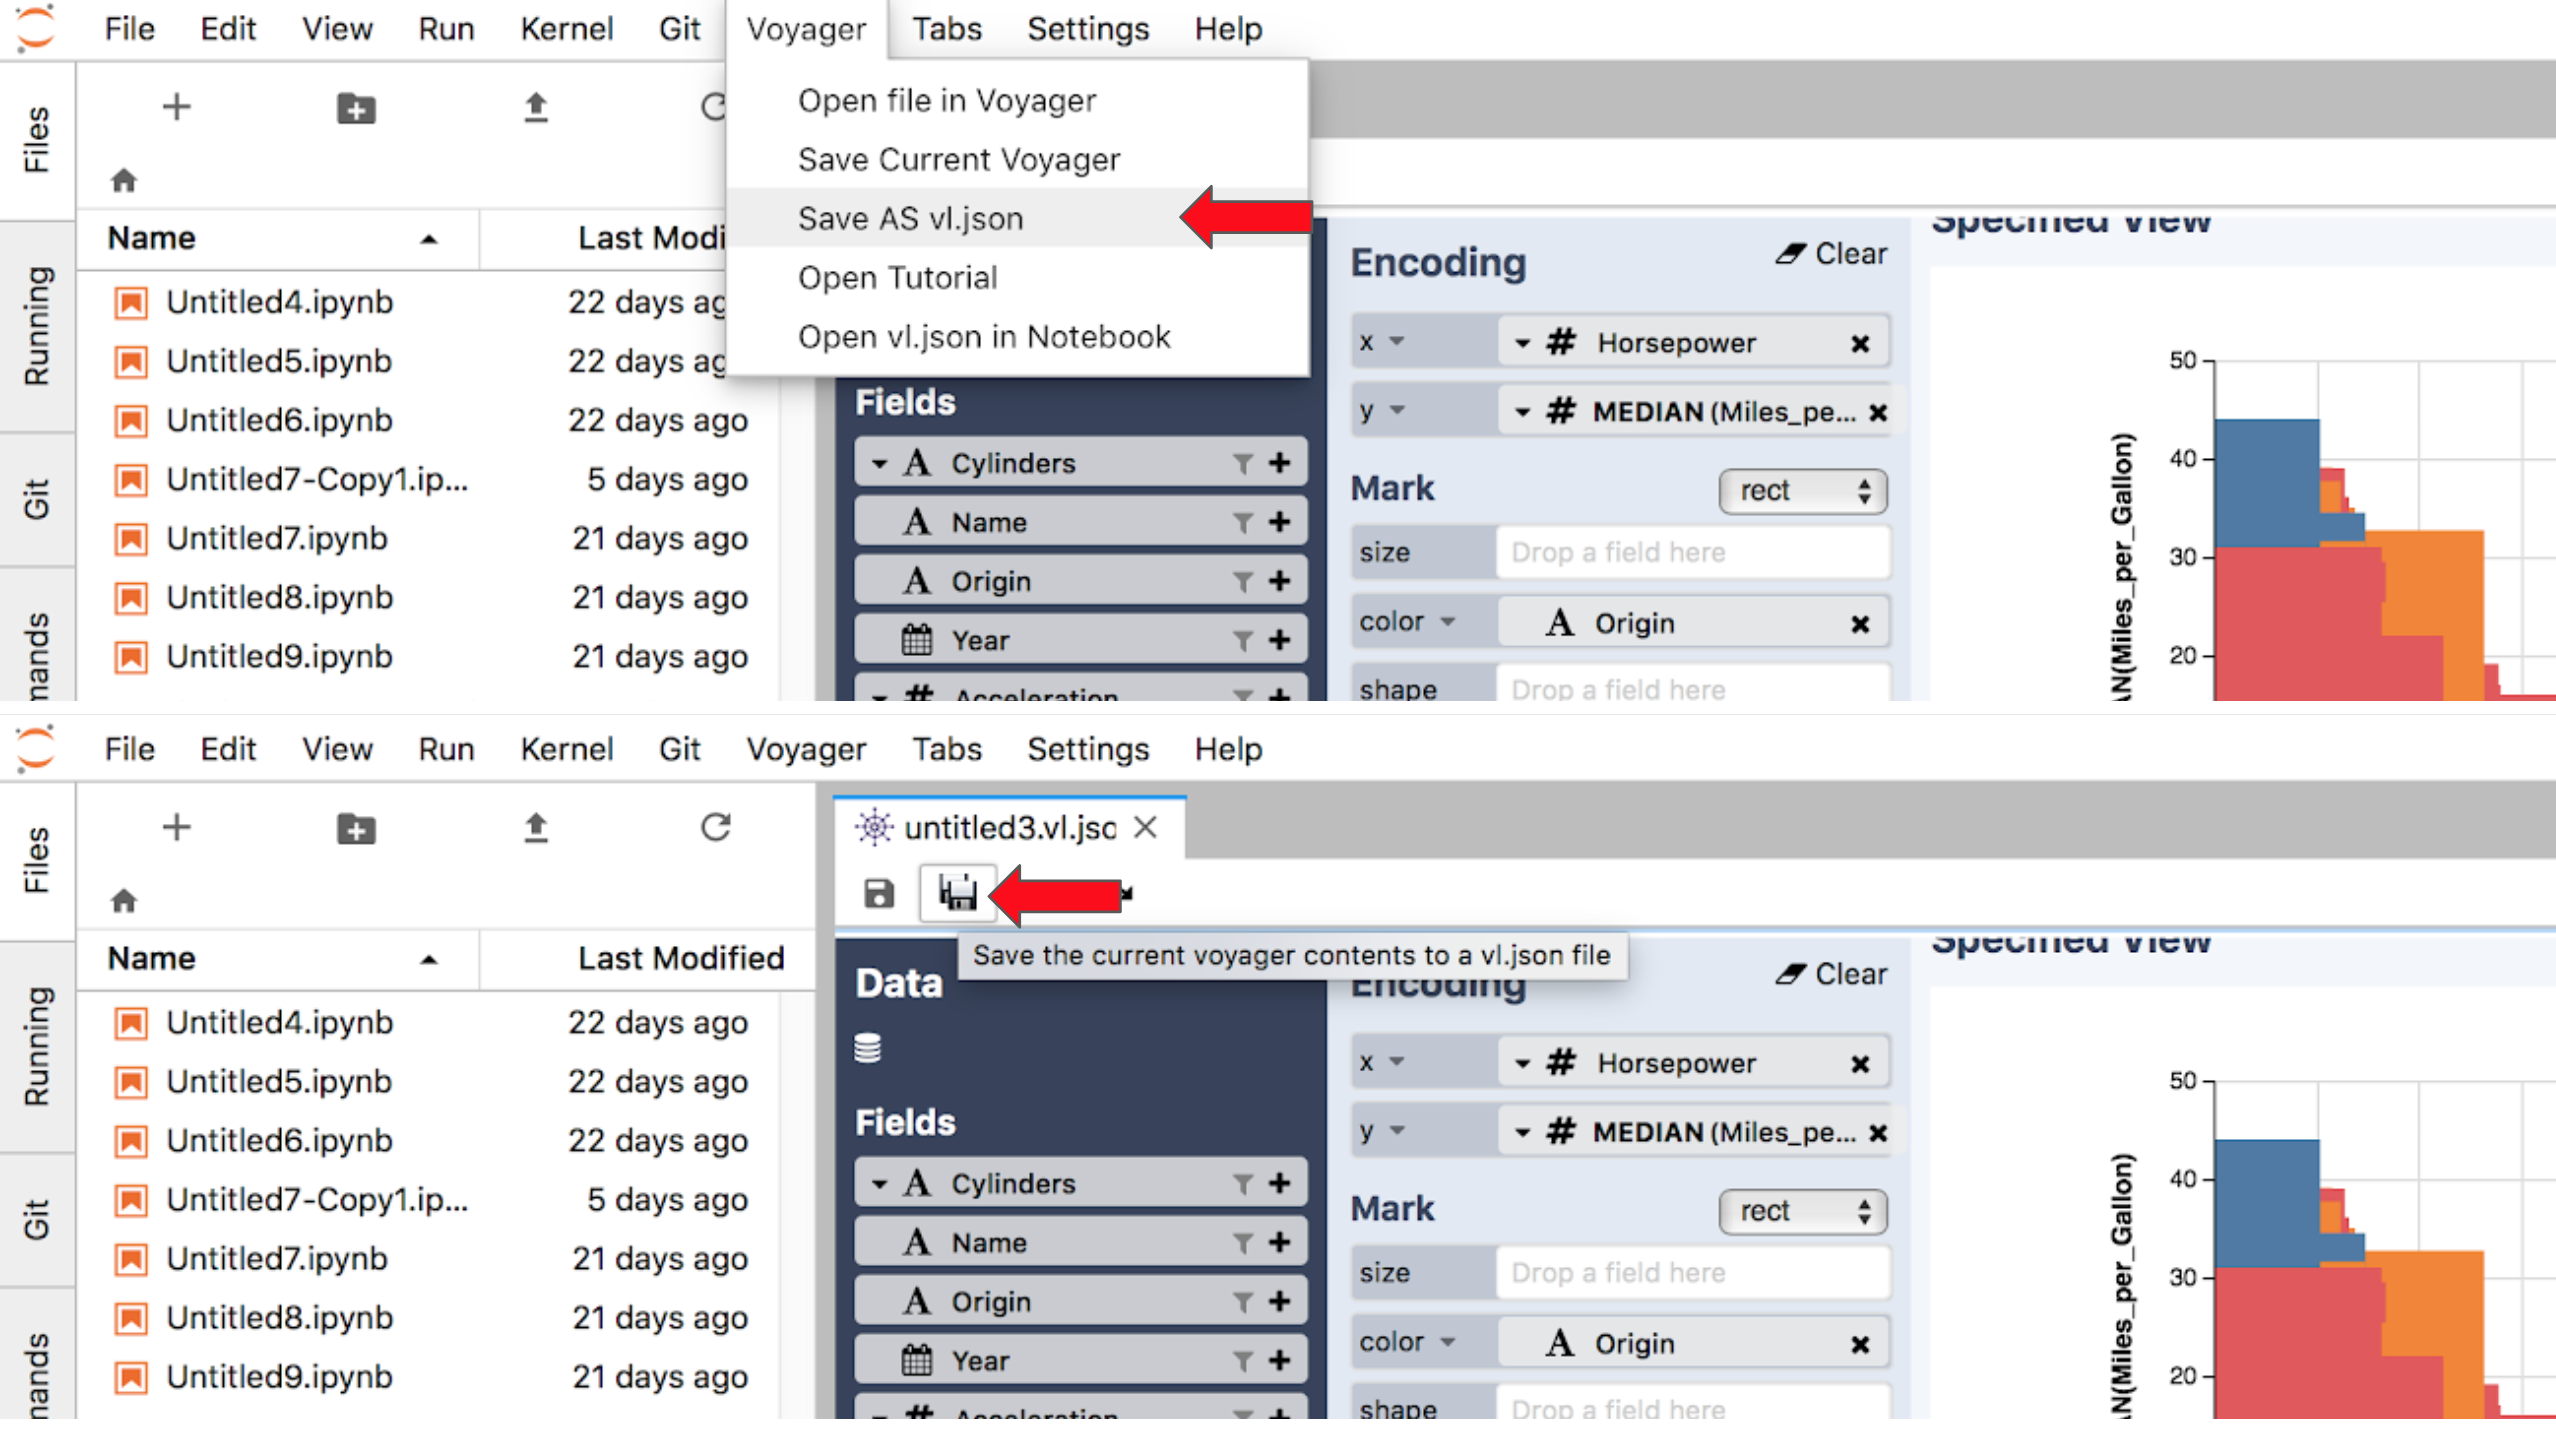 File Edit View Run Kernel Git Voyager Tabs Settings Help
Open file in Voyager
Save Current Voyager
Save AS vl.json
Open Tutorial
Open vl.json in Notebook
Files
Running
Git
Name Last Modi
Untitled4.ipynb 22 days ag
Untitled5.ipynb 22 days ag
Untitled6.ipynb 22 days ago
Untitled7-Copy1.ip... 5 days ago
Untitled7.ipynb 21 days ago
Untitled8.ipynb 21 days ago
Untitled9.ipynb 21 days ago
Fields
A Cylinders
A Name
A Origin
Year
# Acceleration
Encoding Clear
x # Horsepower
y # MEDIAN (Miles_pe...
Mark rect
size Drop a field here
color A Origin
shape Drop a field here
Specified View
50
40
30
20
AN(Miles_per_Gallon)
File Edit View Run Kernel Git Voyager Tabs Settings Help
Files
Running
Git
Name Last Modified
Untitled4.ipynb 22 days ago
Untitled5.ipynb 22 days ago
Untitled6.ipynb 22 days ago
Untitled7-Copy1.ip... 5 days ago
Untitled7.ipynb 21 days ago
Untitled8.ipynb 21 days ago
Untitled9.ipynb 21 days ago
untitled3.vl.jso
Save the current voyager contents to a vl.json file
Data
Fields
A Cylinders
A Name
A Origin
Year
# Acceleration
Encoding Clear
x # Horsepower
y # MEDIAN (Miles_pe...
Mark rect
size Drop a field here
color A Origin
shape Drop a field here
Specified View
50
40
30
20
AN(Miles_per_Gallon)